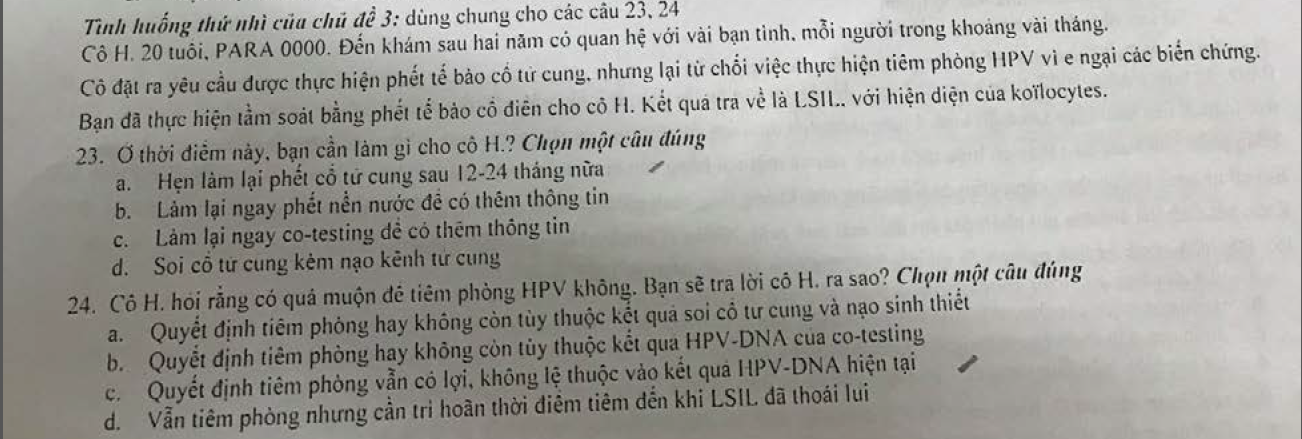 Tình huống thứ nhì của chủ đề 3: dùng chung cho các câu 23, 24
Cô H. 20 tuổi, PARA 0000. Đến khám sau hai năm có quan hệ với vài bạn tình, mỗi người trong khoảng vài tháng.
Cô đặt ra yêu cầu được thực hiện phết tế bào cổ tử cung, nhưng lại từ chối việc thực hiện tiêm phòng HPV vì e ngại các biến chứng.
Bạn đã thực hiện tầm soát bằng phết tế bào cổ điển cho cô H. Kết quả trả về là LSIL. với hiện diện của koïlocytes.
23. Ở thời điểm này, bạn cần làm gì cho cô H.? Chọn một câu đúng
a. Hẹn làm lại phết cổ tử cung sau 12-24 tháng nữa
b. Làm lại ngay phết nền nước để có thêm thông tin
c. Làm lại ngay co-testing để có thêm thông tin
d. Soi cổ tử cung kèm nạo kênh tử cung
24. Cô H. hỏi rằng có quá muộn để tiêm phòng HPV không. Bạn sẽ trả lời cô H. ra sao? Chọn một câu đúng
a. Quyết định tiêm phòng hay không còn tùy thuộc kết quả soi cổ tử cung và nạo sinh thiết
b. Quyết định tiêm phòng hay không còn tùy thuộc kết quả HPV-DNA của co-testing
c. Quyết định tiêm phòng vẫn có lợi, không lệ thuộc vào kết quả HPV-DNA hiện tại
d. Vẫn tiêm phòng nhưng cần trì hoãn thời điểm tiêm đến khi LSIL đã thoái lui